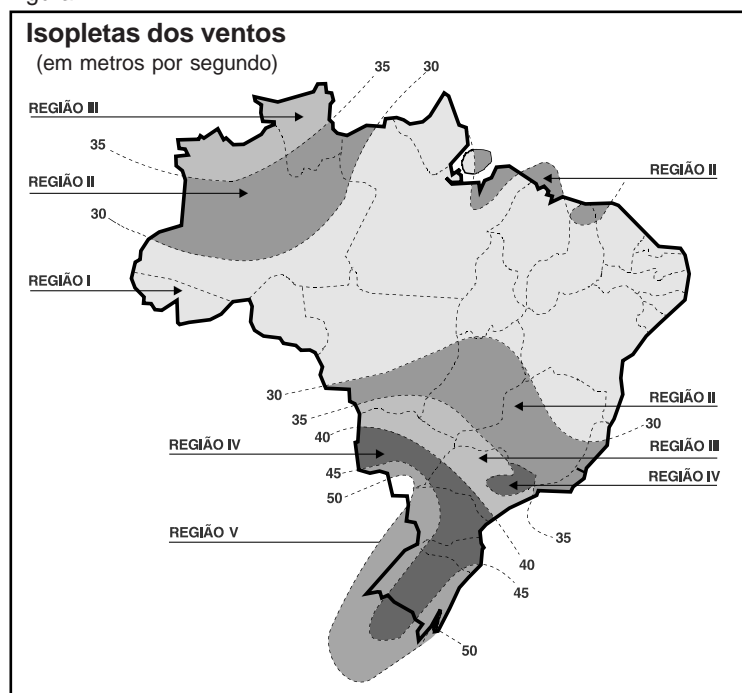 Isopletas dos ventos
(em metros por segundo)
35
30
REGIÃO III
35
REGIÃO II
REGIÃO II
30
REGIÃO I
30
REGIÃO II
35
30
40
REGIÃO IV
REGIÃO III
45
REGIÃO IV
50
REGIÃO V
35
40
45
50